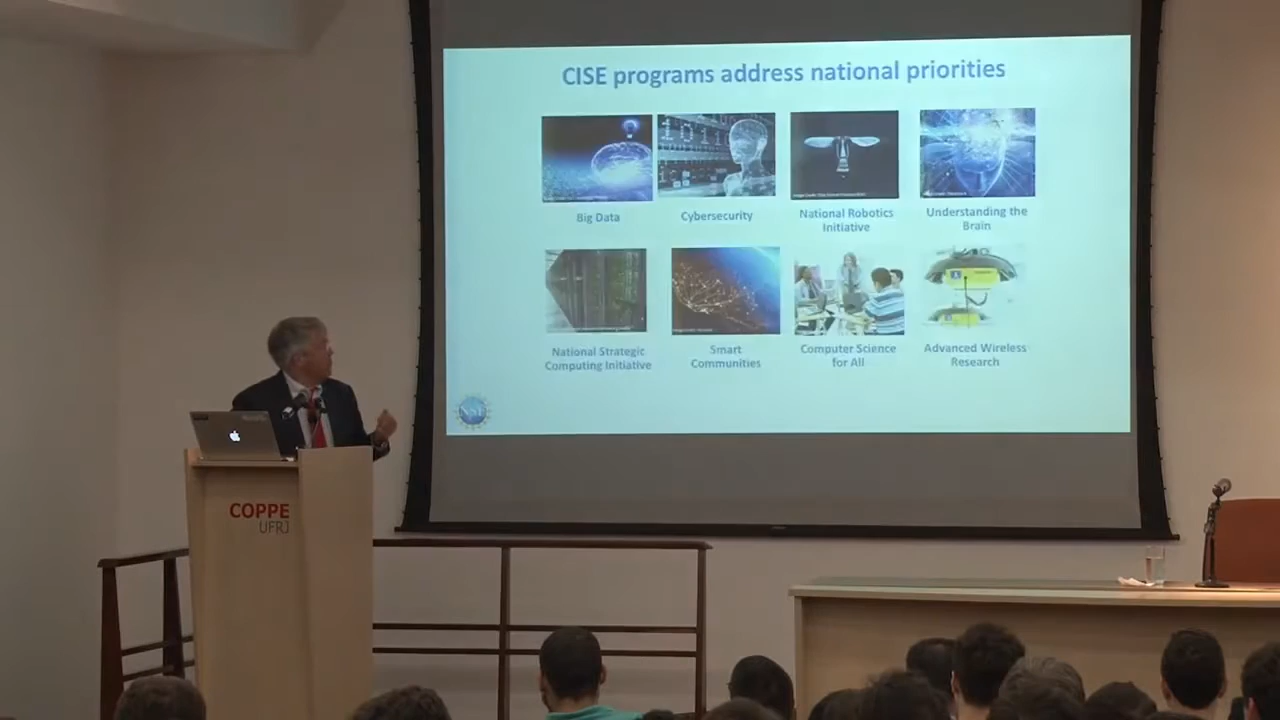 CISE programs address national priorities
Big Data
Cybersecurity
National Robotics
Initiative
Understanding the
Brain
National Strategic
Computing Initiative
Smart
Communities
Computer Science
for All
Advanced Wireless
Research
NSF
COPPE
UFRJ